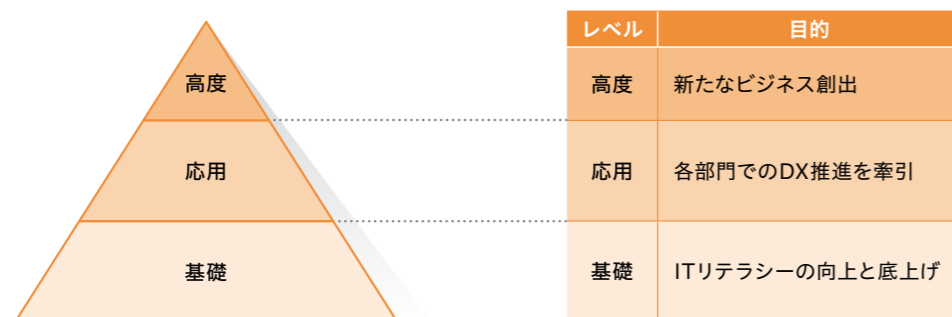 高度
応用
基礎
レベル 目的
高度 新たなビジネス創出
応用 各部門でのDX推進を牽引
基礎 ITリテラシーの向上と底上げ